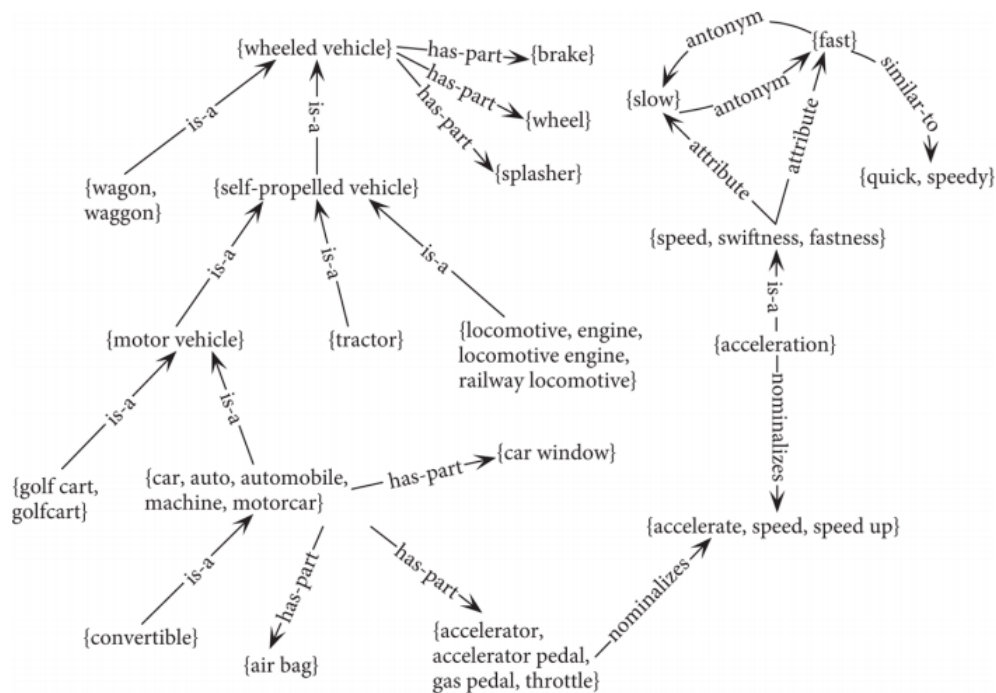 {wheeled vehicle}
has-part
{brake}
has-part
{wheel}
has-part
{splasher}
is-a
is-a
{wagon,
waggon}
{self-propelled vehicle}
is-a
is-a
is-a
{motor vehicle}
{tractor}
{locomotive, engine,
locomotive engine,
railway locomotive}
is-a
is-a
{golf cart,
golfcart}
{car, auto, automobile,
machine, motorcar}
has-part
{car window}
is-a
has-part
has-part
{convertible}
{air bag}
{accelerator,
accelerator pedal,
gas pedal, throttle}
nominalizes
antonym
{fast}
{slow}
antonym
similar-to
attribute
attribute
{quick, speedy}
{speed, swiftness, fastness}
is-a
{acceleration}
nominalizes
{accelerate, speed, speed up}